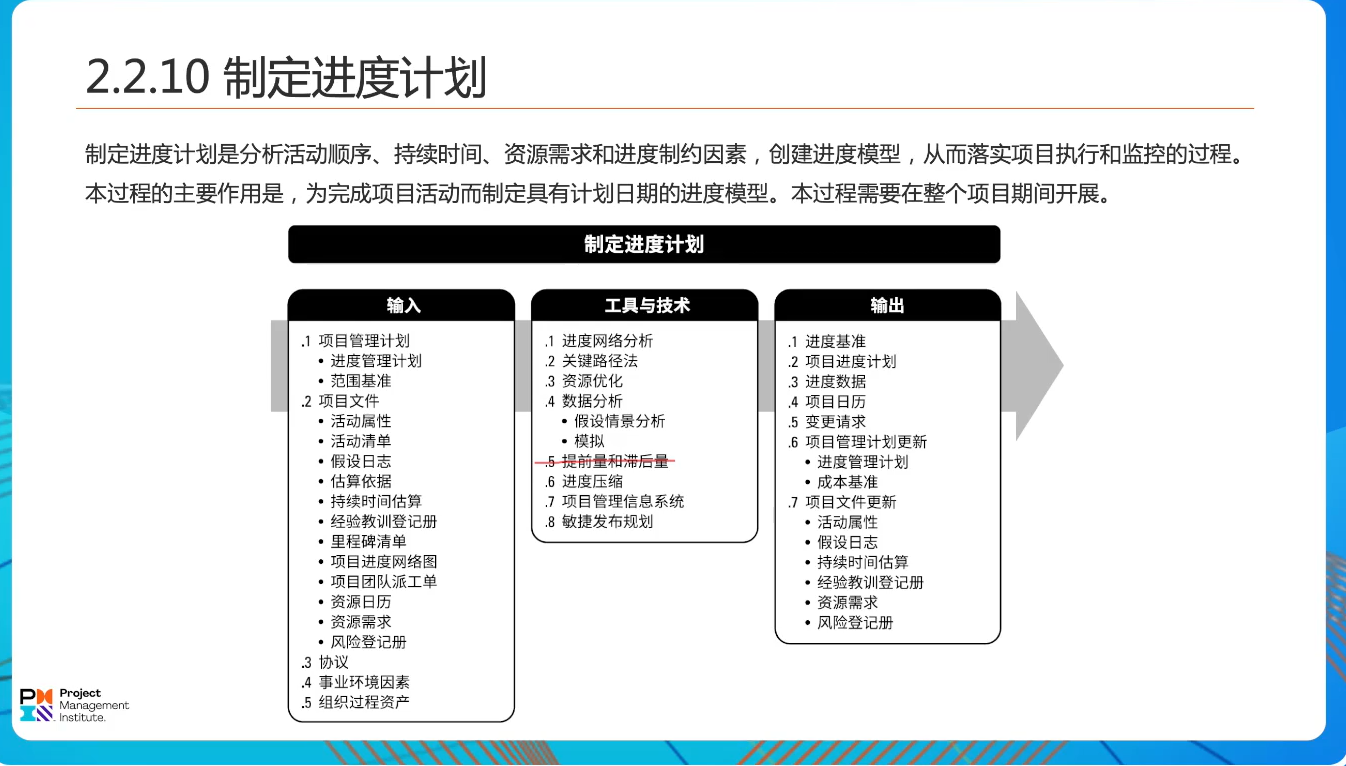 2.2.10 制定进度计划
制定进度计划是分析活动顺序、持续时间、资源需求和进度制约因素，创建进度模型，从而落实项目执行和监控的过程。
本过程的主要作用是，为完成项目活动而制定具有计划日期的进度模型。本过程需要在整个项目期间开展。
制定进度计划
输入
.1 项目管理计划
• 进度管理计划
• 范围基准
.2 项目文件
• 活动属性
• 活动清单
• 假设日志
• 估算依据
• 持续时间估算
• 经验教训登记册
• 里程碑清单
• 项目进度网络图
• 项目团队派工单
• 资源日历
• 资源需求
• 风险登记册
.3 协议
.4 事业环境因素
.5 组织过程资产
工具与技术
.1 进度网络分析
.2 关键路径法
.3 资源优化
.4 数据分析
• 假设情景分析
• 模拟
.5 提前量和滞后量
.6 进度压缩
.7 项目管理信息系统
.8 敏捷发布规划
输出
.1 进度基准
.2 项目进度计划
.3 进度数据
.4 项目日历
.5 变更请求
.6 项目管理计划更新
• 进度管理计划
• 成本基准
.7 项目文件更新
• 活动属性
• 假设日志
• 持续时间估算
• 经验教训登记册
• 资源需求
• 风险登记册
Project
Management
Institute.